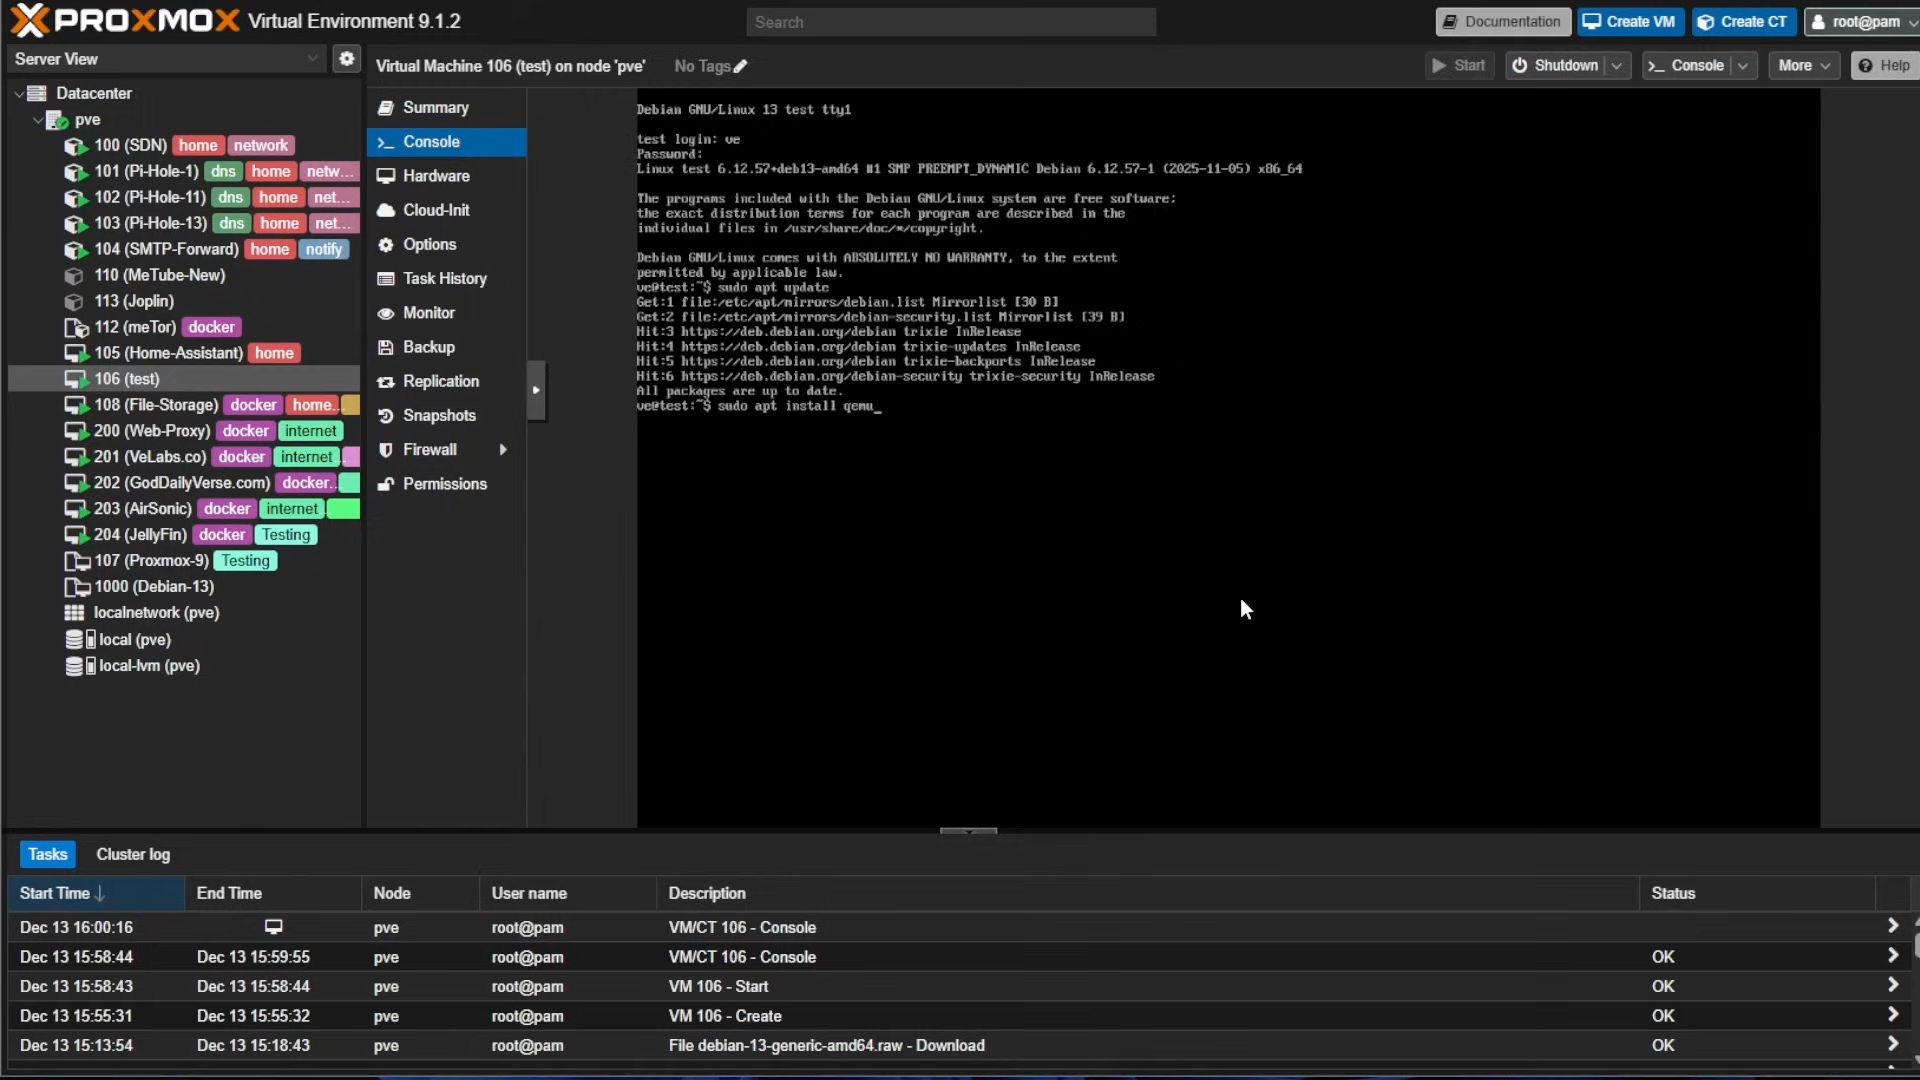 PROXMOX Virtual Environment 9.1.2
Search
Documentation
Create VM
Create CT
root@pam
Server View
Virtual Machine 106 (test) on node 'pve'
No Tags
Start
Shutdown
Console
More
Help
Datacenter
pve
100 (SDN) home network
101 (Pi-Hole-1) dns home netw...
102 (Pi-Hole-11) dns home net...
103 (Pi-Hole-13) dns home net...
104 (SMTP-Forward) home notify
110 (MeTube-New)
113 (Joplin)
112 (meTor) docker
105 (Home-Assistant) home
106 (test)
108 (File-Storage) docker home...
200 (Web-Proxy) docker internet
201 (VeLabs.co) docker internet
202 (GodDailyVerse.com) docker...
203 (AirSonic) docker internet
204 (JellyFin) docker Testing
107 (Proxmox-9) Testing
1000 (Debian-13)
localnetwork (pve)
local (pve)
local-lvm (pve)
Summary
Console
Hardware
Cloud-Init
Options
Task History
Monitor
Backup
Replication
Snapshots
Firewall
Permissions
Debian GNU/Linux 13 test tty1
test login: ve
Password:
Linux test 6.12.57+deb13-amd64 #1 SMP PREEMPT_DYNAMIC Debian 6.12.57-1 (2025-11-05) x86_64
The programs included with the Debian GNU/Linux system are free software;
the exact distribution terms for each program are described in the
individual files in /usr/share/doc/*/copyright.
Debian GNU/Linux comes with ABSOLUTELY NO WARRANTY, to the extent
permitted by applicable law.
ve@test:~$ sudo apt update
Get:1 file:/etc/apt/mirrors/debian.list Mirrorlist [30 B]
Get:2 file:/etc/apt/mirrors/debian-security.list Mirrorlist [39 B]
Hit:3 https://deb.debian.org/debian trixie InRelease
Hit:4 https://deb.debian.org/debian trixie-updates InRelease
Hit:5 https://deb.debian.org/debian trixie-backports InRelease
Hit:6 https://deb.debian.org/debian-security trixie-security InRelease
All packages are up to date.
ve@test:~$ sudo apt install qemu_
Tasks
Cluster log
Start Time End Time Node User name Description Status
Dec 13 16:00:16 pve root@pam VM/CT 106 - Console
Dec 13 15:58:44 Dec 13 15:59:55 pve root@pam VM/CT 106 - Console OK
Dec 13 15:58:43 Dec 13 15:58:44 pve root@pam VM 106 - Start OK
Dec 13 15:55:31 Dec 13 15:55:32 pve root@pam VM 106 - Create OK
Dec 13 15:13:54 Dec 13 15:18:43 pve root@pam File debian-13-generic-amd64.raw - Download OK